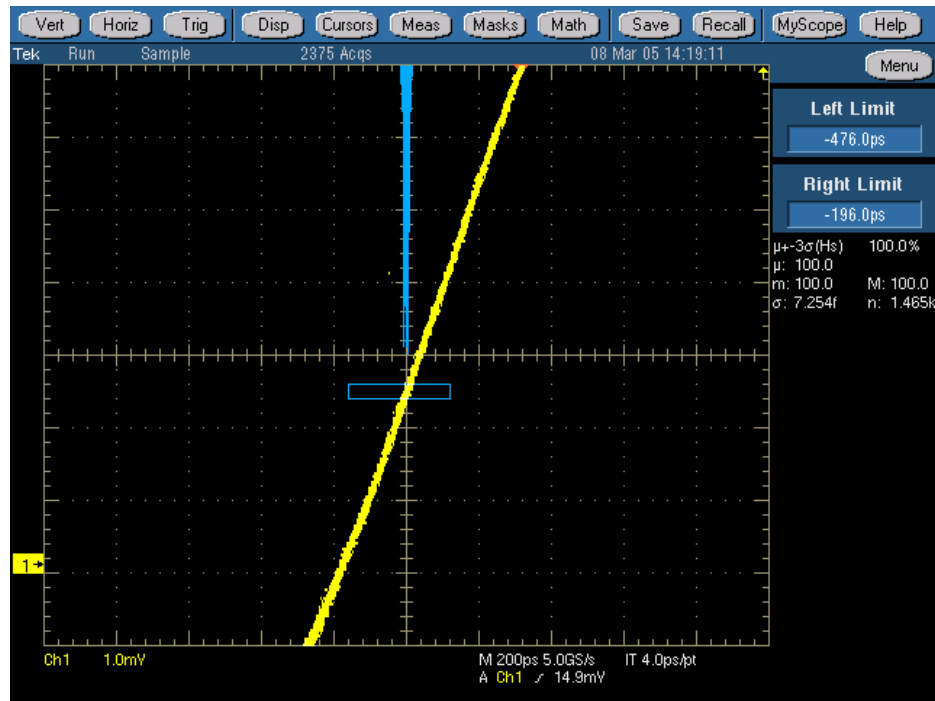 Vert Horiz Trig Disp Cursors Meas Masks Math Save Recall MyScope Help
Tek Run Sample 2375 Acqs 08 Mar 05 14:19:11
Menu
Left Limit
-476.0ps
Right Limit
-196.0ps
µ+-3σ(Hs) 100.0%
µ: 100.0
m: 100.0 M: 100.0
σ: 7.254f n: 1.465k
1
Ch1 1.0mV M 200ps 5.0GS/s IT 4.0ps/pt
A Ch1 14.9mV